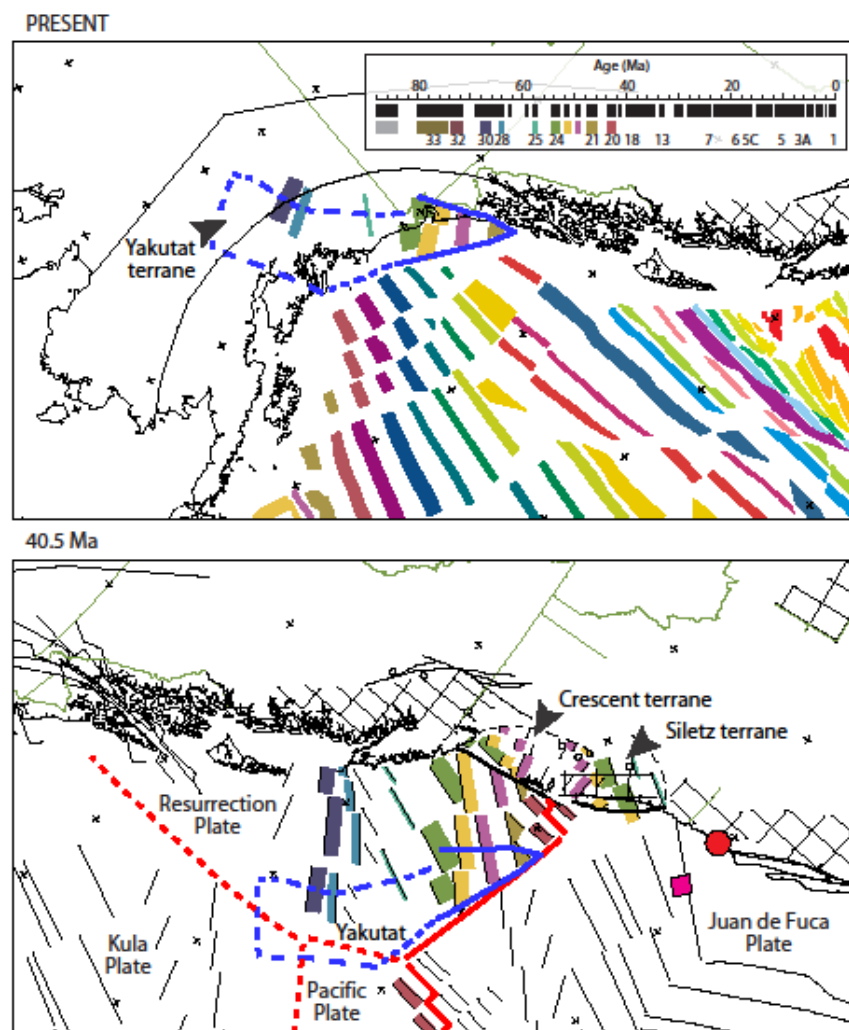 PRESENT
Age (Ma)
80 60 40 20 0
33 32 30 28 25 24 21 20 18 13 7 6 5C 5 3A 1
Yakutat
terrane
40.5 Ma
Crescent terrane
Siletz terrane
Resurrection
Plate
Yakutat
Kula
Plate
Pacific
Plate
Juan de Fuca
Plate